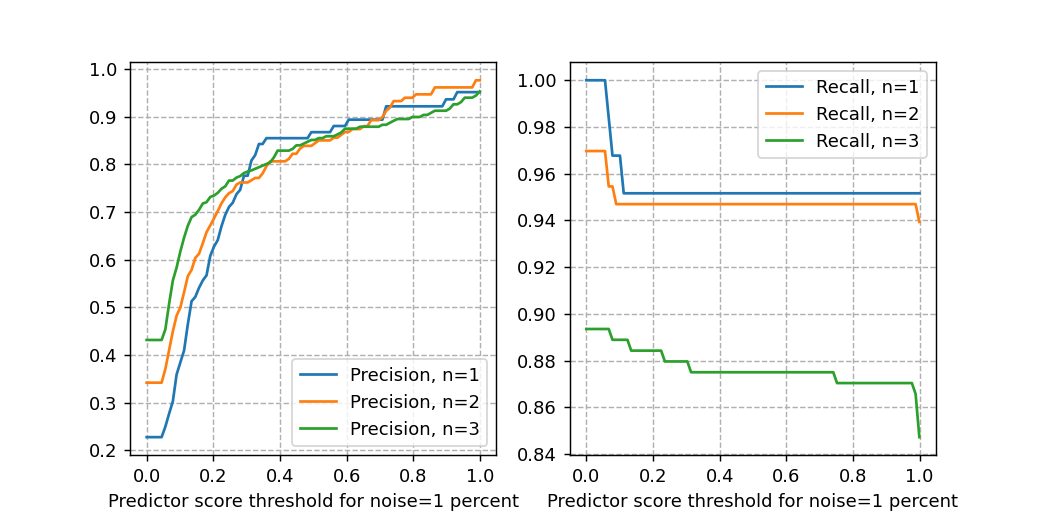 1.0
0.9
0.8
0.7
0.6
0.5
0.4
0.3
0.2
Precision, n=1
Precision, n=2
Precision, n=3
0.0 0.2 0.4 0.6 0.8 1.0
Predictor score threshold for noise=1 percent
1.00
0.98
0.96
0.94
0.92
0.90
0.88
0.86
0.84
Recall, n=1
Recall, n=2
Recall, n=3
0.0 0.2 0.4 0.6 0.8 1.0
Predictor score threshold for noise=1 percent